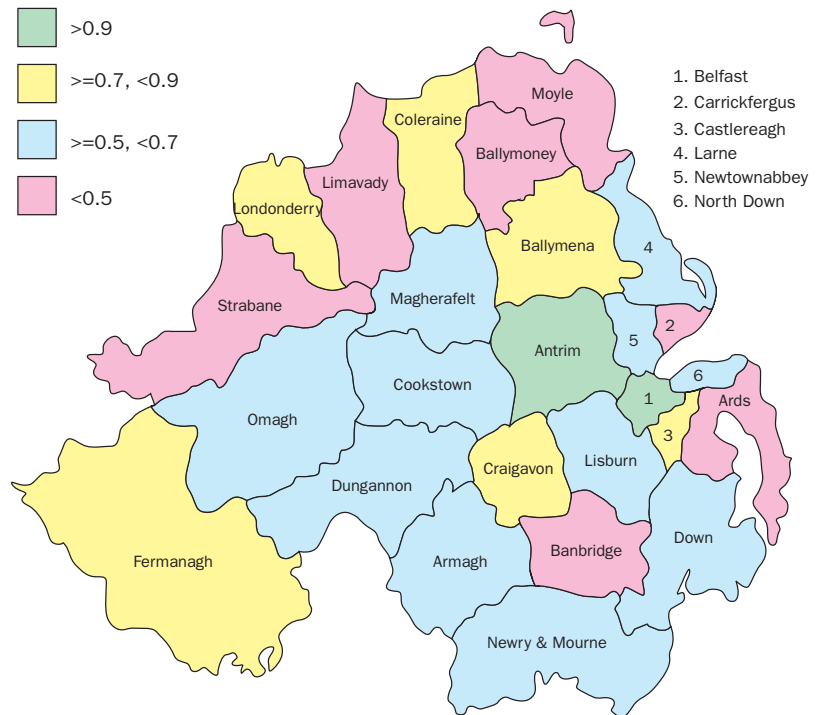 >0.9
>=0.7, <0.9
>=0.5, <0.7
<0.5
1. Belfast
2. Carrickfergus
3. Castlereagh
4. Larne
5. Newtownabbey
6. North Down
Moyle
Coleraine
Ballymoney
Limavady
Londonderry
Ballymena
4
Strabane
Magherafelt
2
5
Antrim
6
Cookstown
1
Ards
Omagh
3
Craigavon
Lisburn
Dungannon
Down
Banbridge
Fermanagh
Armagh
Newry & Mourne